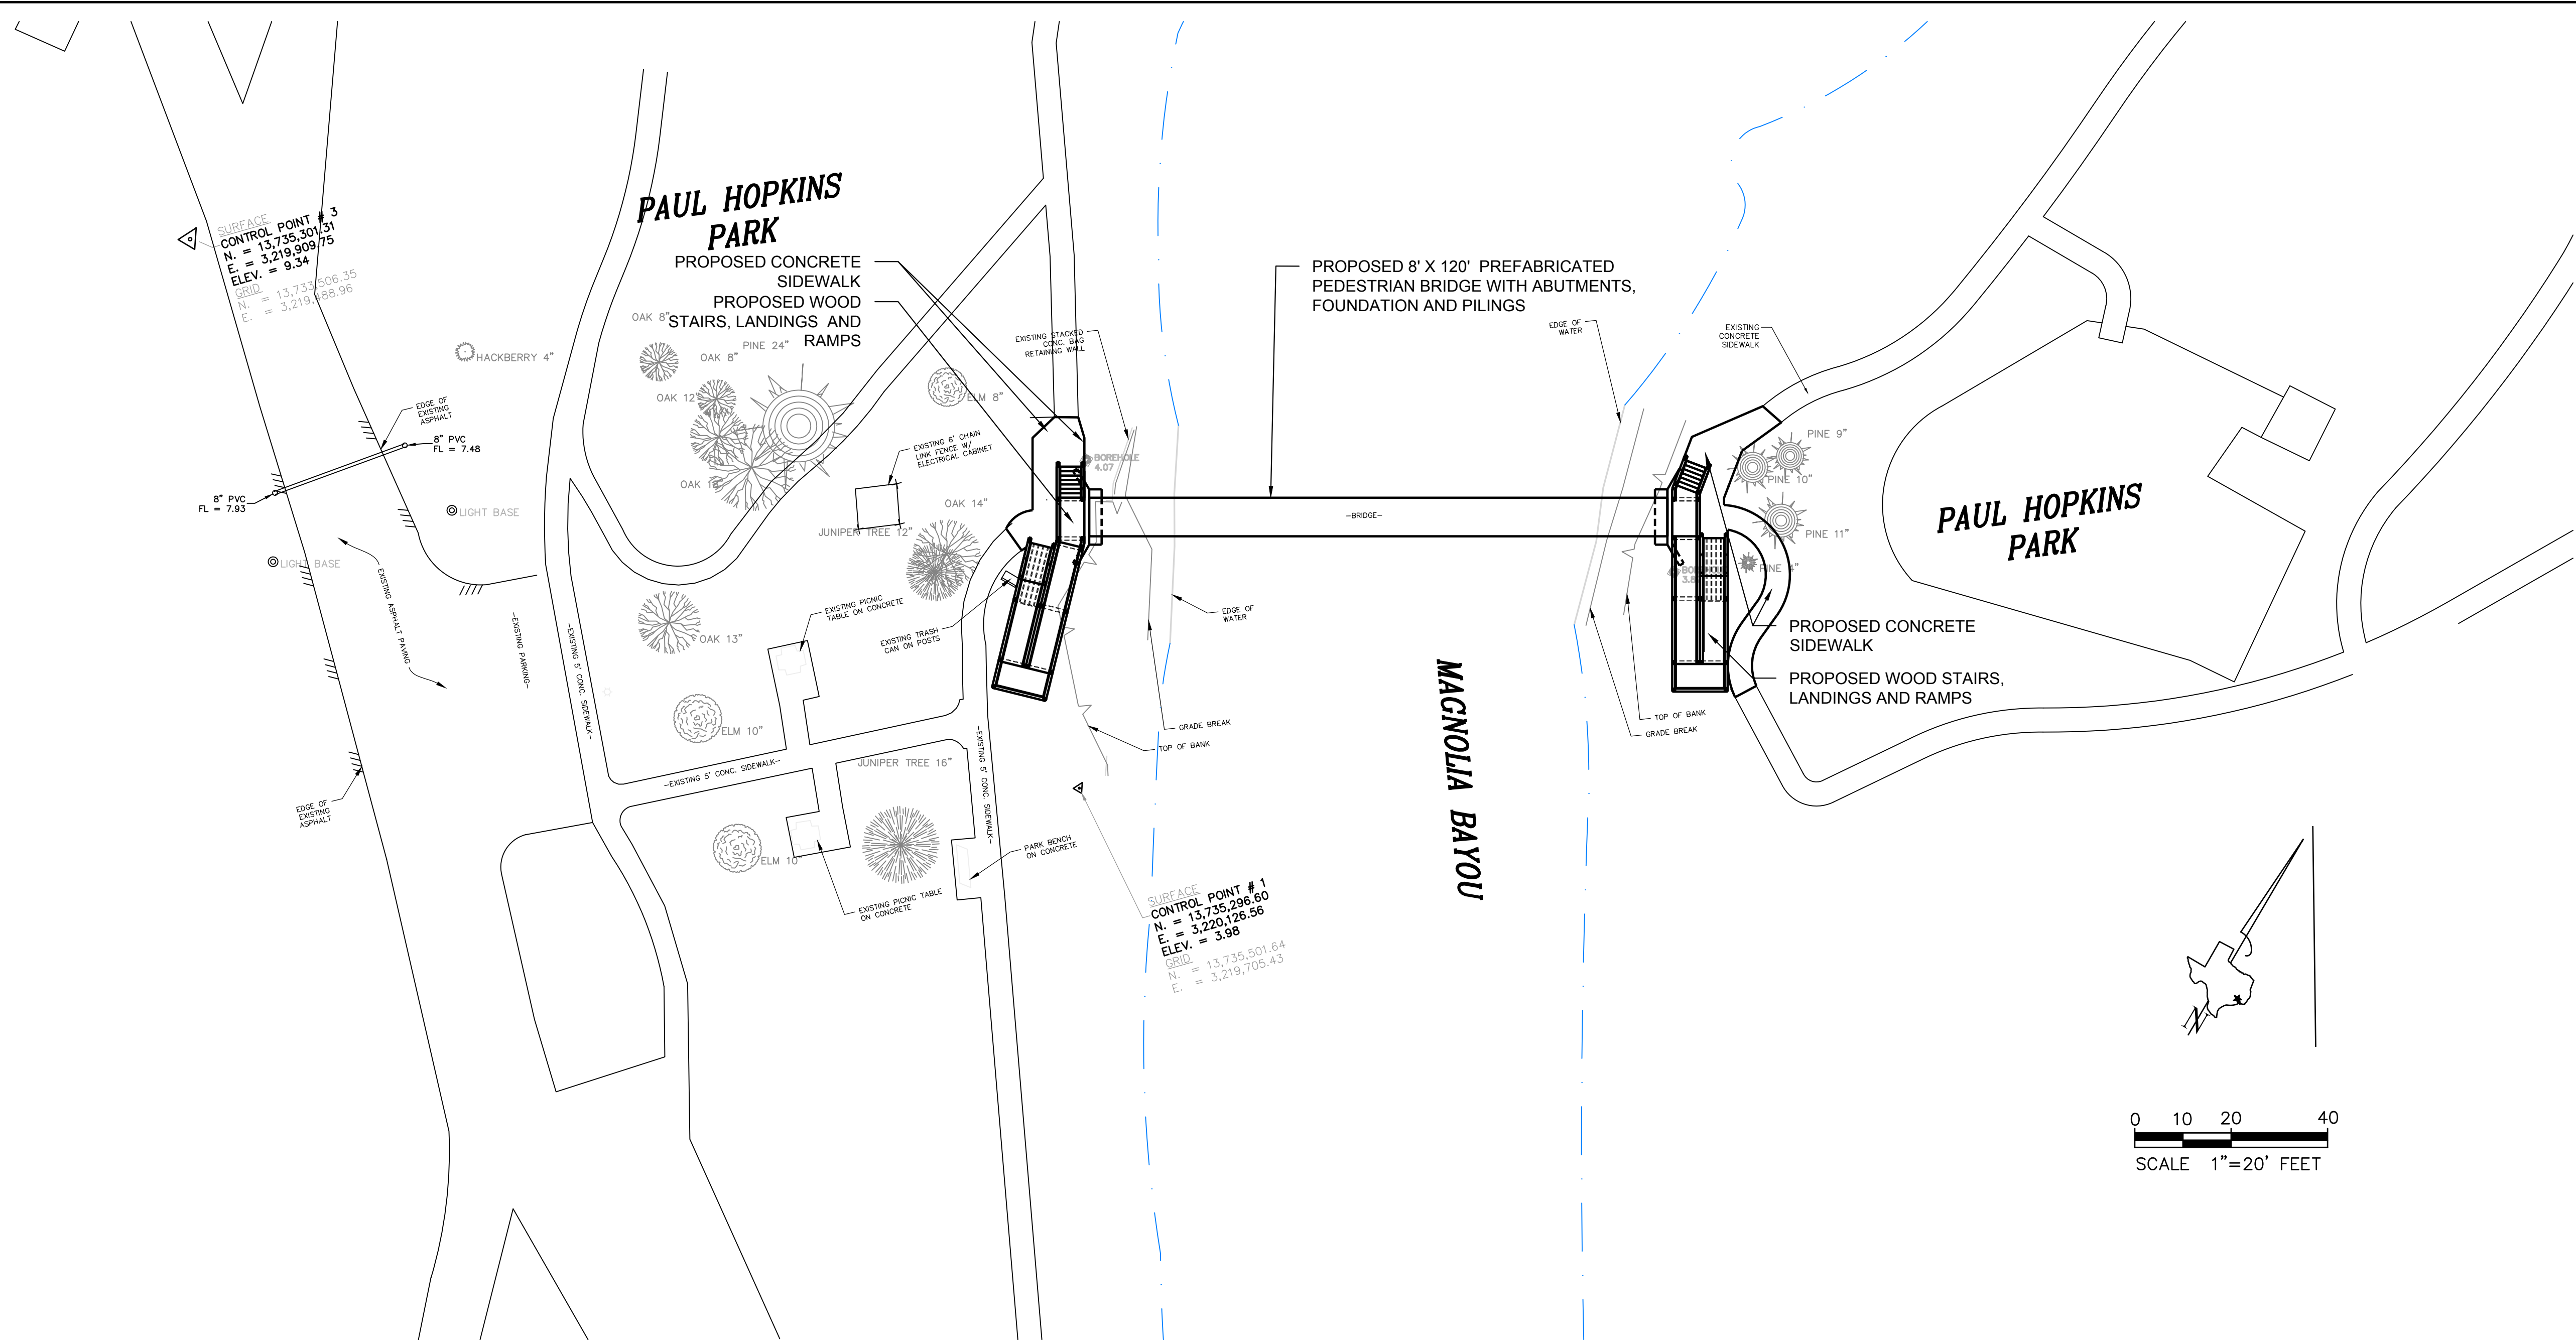 PAUL HOPKINS
PARK
PROPOSED CONCRETE
SIDEWALK
PROPOSED WOOD
STAIRS, LANDINGS AND
RAMPS
SURFACE
CONTROL POINT # 3
N. = 13,735,301.31
E. = 3,219,909.75
ELEV. = 9.34
GRID
N. = 13,733,506.35
E. = 3,219,488.96
HACKBERRY 4"
EDGE OF
EXISTING
ASPHALT
8" PVC
FL = 7.48
8" PVC
FL = 7.93
LIGHT BASE
LIGHT BASE
OAK 8"
OAK 8"
PINE 24"
OAK 12"
OAK 18"
ELM 8"
EXISTING 6' CHAIN
LINK FENCE W/
ELECTRICAL CABINET
OAK 14"
JUNIPER TREE 12"
EXISTING STACKED
CONC. BAG
RETAINING WALL
BOREHOLE
4.07
PROPOSED 8' X 120' PREFABRICATED
PEDESTRIAN BRIDGE WITH ABUTMENTS,
FOUNDATION AND PILINGS
-BRIDGE-
EDGE OF
WATER
EXISTING
CONCRETE
SIDEWALK
PINE 9"
PINE 10"
PINE 11"
PINE 4"
PAUL HOPKINS
PARK
PROPOSED CONCRETE
SIDEWALK
PROPOSED WOOD STAIRS,
LANDINGS AND RAMPS
TOP OF BANK
GRADE BREAK
EXISTING ASPHALT PAVING
-EXISTING PARKING-
-EXISTING 5' CONC. SIDEWALK-
OAK 13"
EXISTING PICNIC
TABLE ON CONCRETE
EXISTING TRASH
CAN ON POSTS
EDGE OF
WATER
GRADE BREAK
TOP OF BANK
ELM 10"
-EXISTING 5' CONC. SIDEWALK-
JUNIPER TREE 16"
-EXISTING 5' CONC. SIDEWALK-
EDGE OF
EXISTING
ASPHALT
ELM 10"
EXISTING PICNIC TABLE
ON CONCRETE
PARK BENCH
ON CONCRETE
SURFACE
CONTROL POINT # 1
N. = 13,735,296.60
E. = 3,220,126.56
ELEV. = 3.98
GRID
N. = 13,735,501.64
E. = 3,219,705.43
MAGNOLIA BAYOU
N
0 10 20 40
SCALE 1"=20' FEET